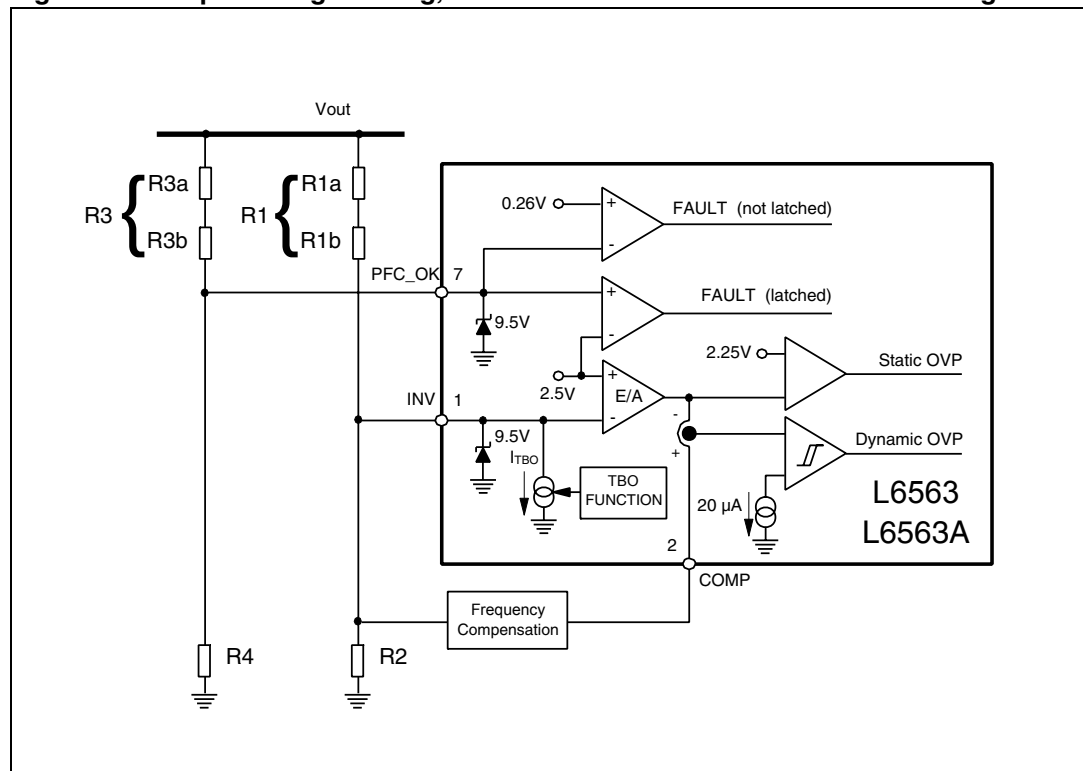 Vout
R3a
R3b
R3 {
R1a
R1b
R1 {
0.26V
+
-
FAULT (not latched)
PFC_OK 7
9.5V
+
-
FAULT (latched)
2.5V
+
-
E/A
2.25V
Static OVP
INV 1
9.5V
ITBO
TBO
FUNCTION
-
+
Dynamic OVP
20 µA
L6563
L6563A
2
COMP
Frequency
Compensation
R4
R2